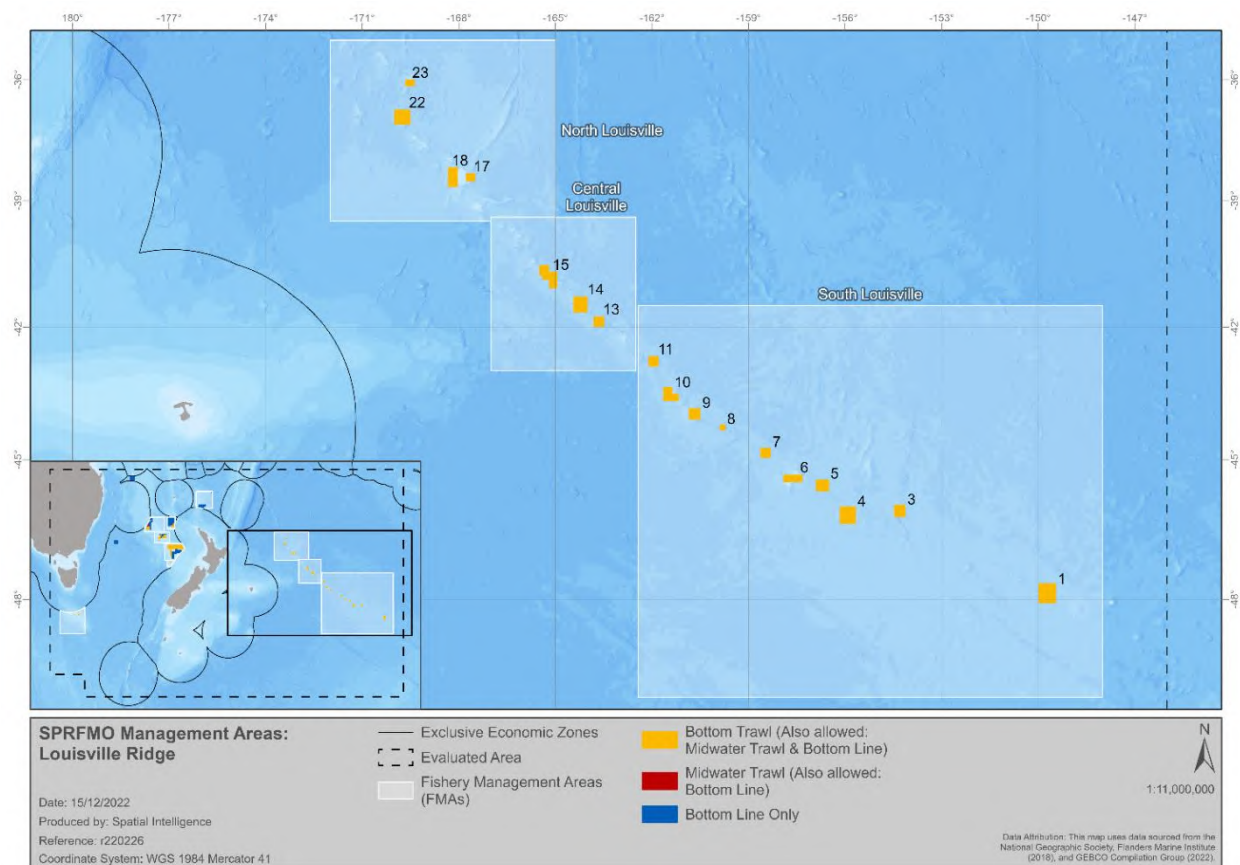 180° -177° -174° -171° -168° -165° -162° -159° -156° -153° -150° -147°
-36°
-39°
-42°
-45°
-48°
-36°
-39°
-42°
-45°
-48°
23
22
North Louisville
18 17
Central
Louisville
15
14
13
South Louisville
11
10
9
8
7
6
5
4
3
1
SPRFMO Management Areas:
Louisville Ridge
Date: 15/12/2022
Produced by: Spatial Intelligence
Reference: r220226
Coordinate System: WGS 1984 Mercator 41
Exclusive Economic Zones
Evaluated Area
Fishery Management Areas
(FMAs)
Bottom Trawl (Also allowed:
Midwater Trawl & Bottom Line)
Midwater Trawl (Also allowed:
Bottom Line)
Bottom Line Only
N
1:11,000,000
Data Attribution: This map uses data sourced from the
National Geographic Society, Flanders Marine Institute
(2018), and GEBCO Compilation Group (2022).